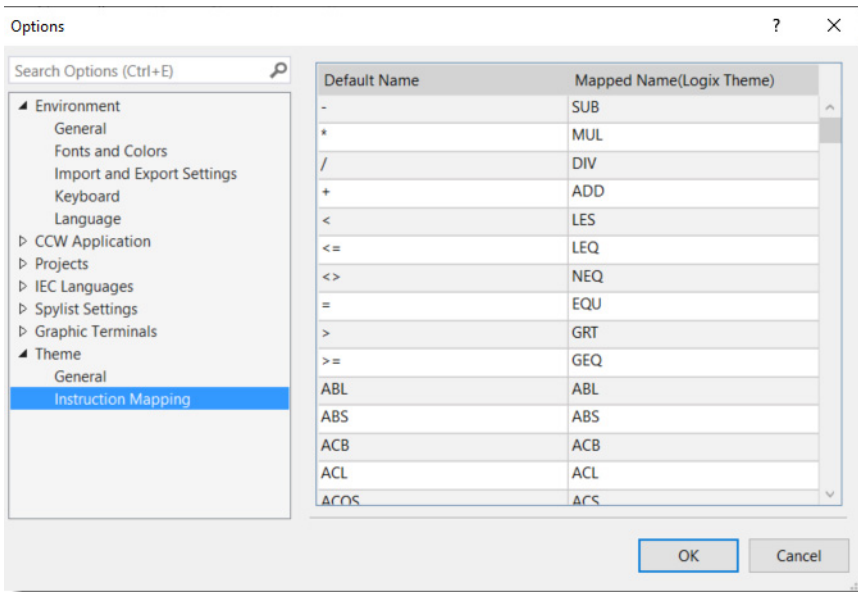 Options
?
Search Options (Ctrl+E)
Environment
General
Fonts and Colors
Import and Export Settings
Keyboard
Language
CCW Application
Projects
IEC Languages
Spylist Settings
Graphic Terminals
Theme
General
Instruction Mapping
Default Name Mapped Name(Logix Theme)
- SUB
* MUL
/ DIV
+ ADD
< LES
<= LEQ
<> NEQ
= EQU
> GRT
>= GEQ
ABL ABL
ABS ABS
ACB ACB
ACL ACL
ACOS ACS
OK Cancel